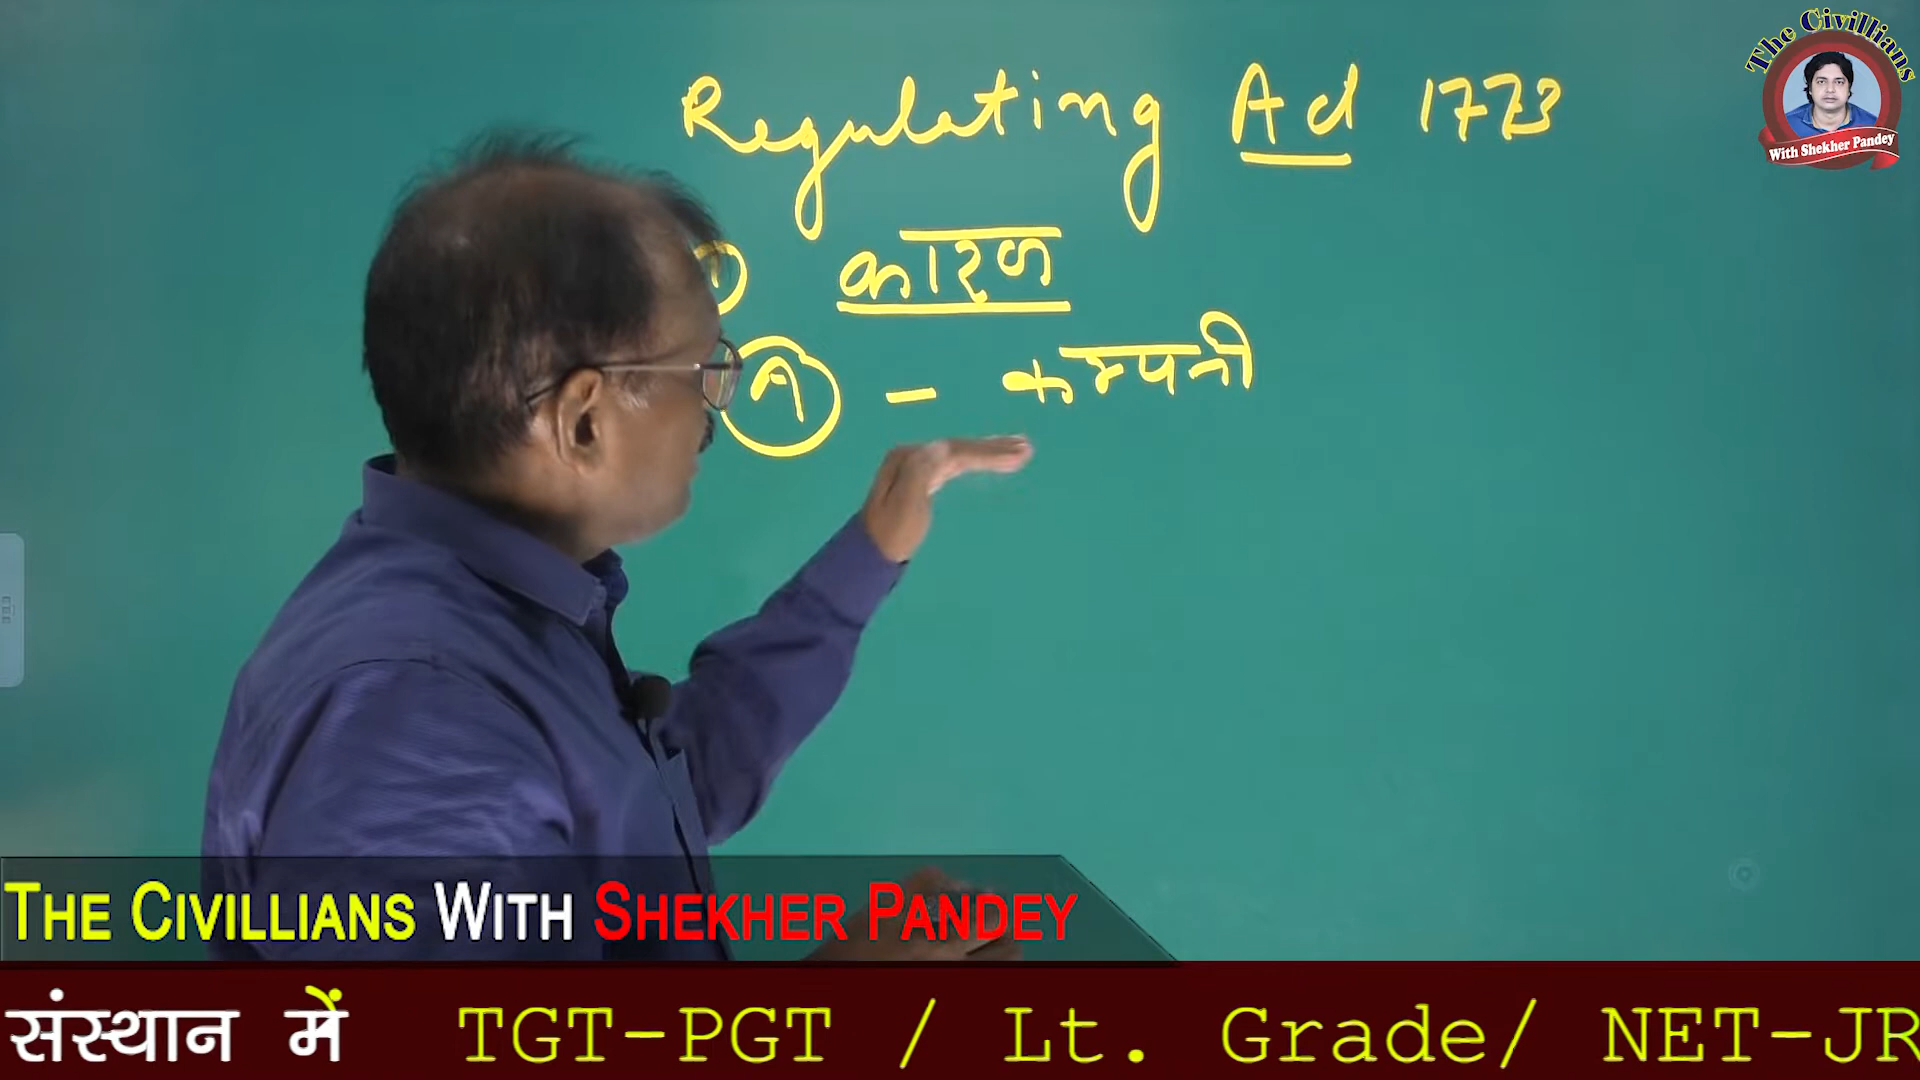 The Civillians
With Shekher Pandey
Regulating Act 1773
1 कारण
A - कम्पनी
THE CIVILLIANS WITH SHEKHER PANDEY
संस्थान में TGT-PGT / Lt. Grade/ NET-JR